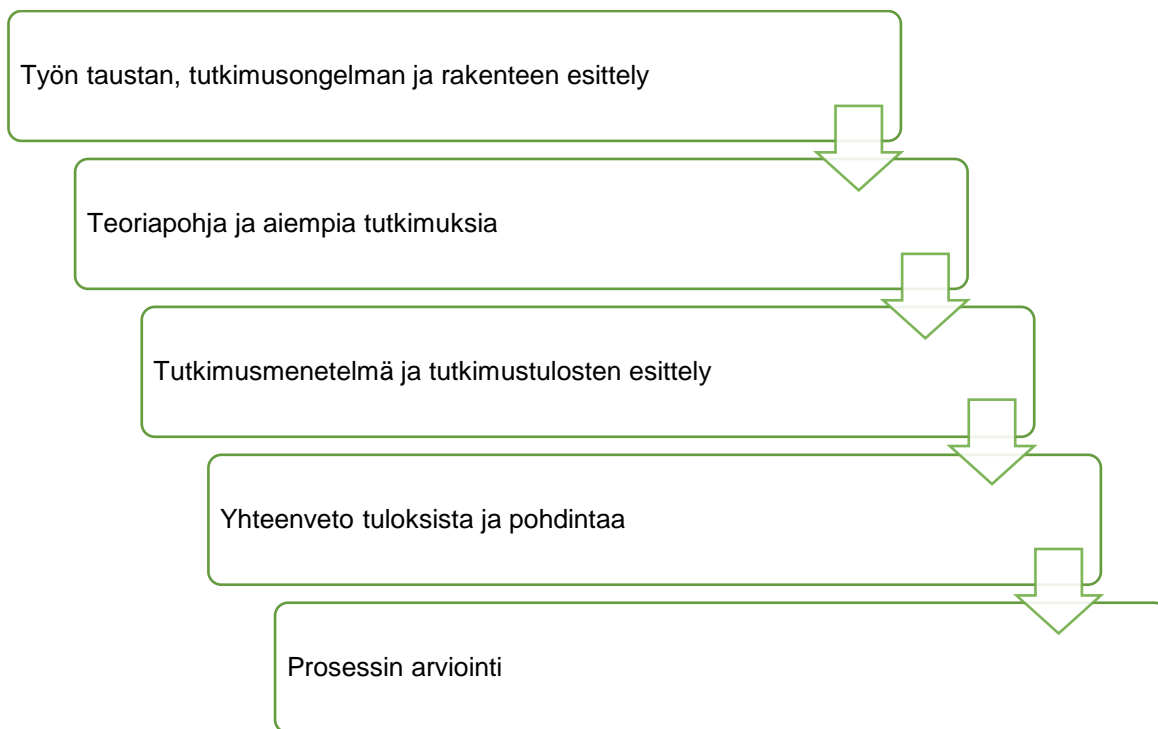 Työn taustan, tutkimusongelman ja rakenteen esittely
Teoriapohja ja aiempia tutkimuksia
Tutkimusmenetelmä ja tutkimustulosten esittely
Yhteenveto tuloksista ja pohdintaa
Prosessin arviointi